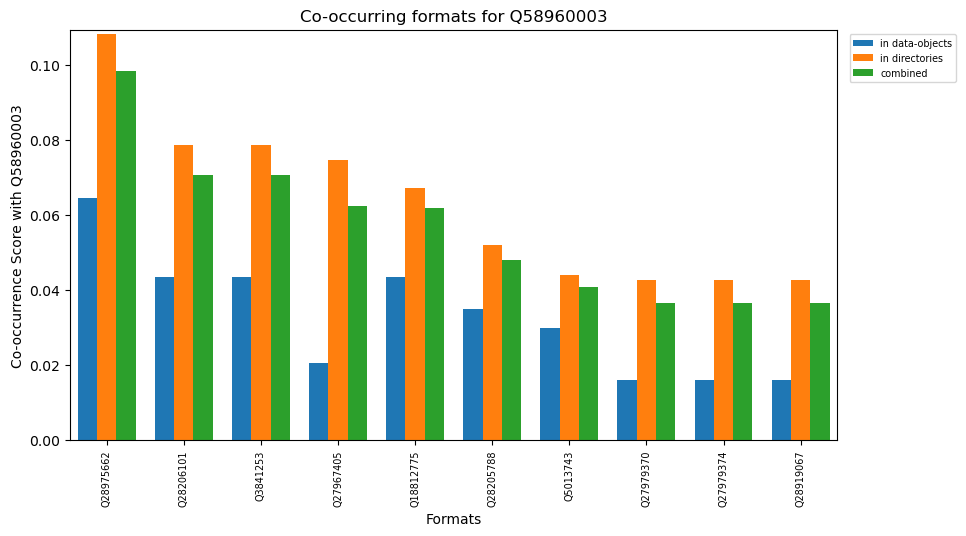 Co-occurring formats for Q58960003
in data-objects
in directories
combined
Co-occurrence Score with Q58960003
0.10
0.08
0.06
0.04
0.02
0.00
Q28975662
Q28206101
Q3841253
Q27967405
Q18812775
Q28205788
Q5013743
Q27979370
Q27979374
Q28919067
Formats